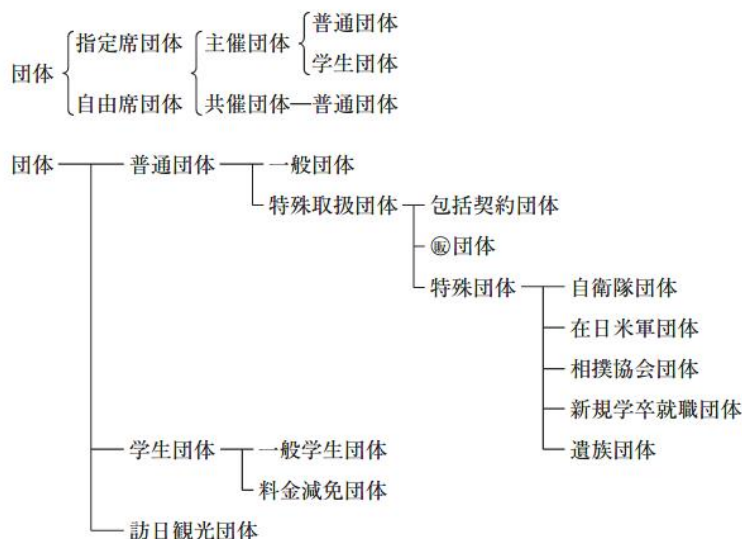 普通団体
指定席団体 主催団体
団体 学生団体
自由席団体 共催団体 普通団体
団体 普通団体 一般団体
特殊取扱団体 包括契約団体
㊙団体
特殊団体 自衛隊団体
在日米軍団体
相撲協会団体
新規学卒就職団体
学生団体 一般学生団体 遺族団体
料金減免団体
訪日観光団体